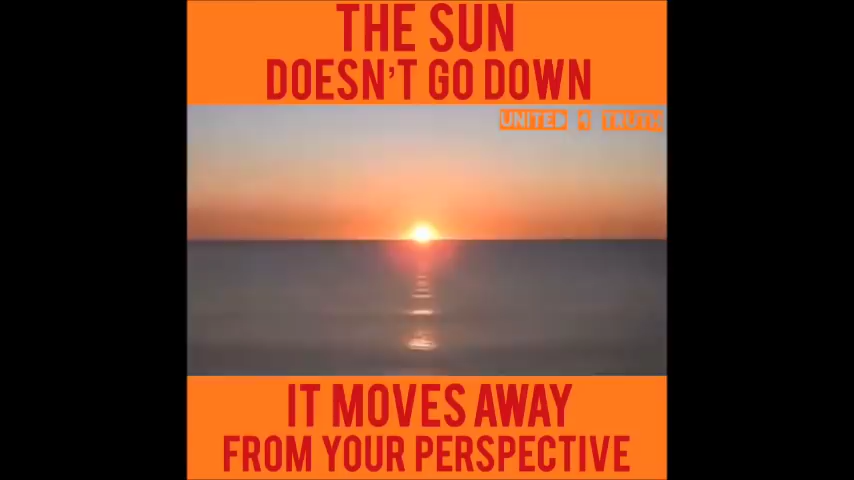 THE SUN
DOESN'T GO DOWN
UNITED 4 TRUTH
IT MOVES AWAY
FROM YOUR PERSPECTIVE